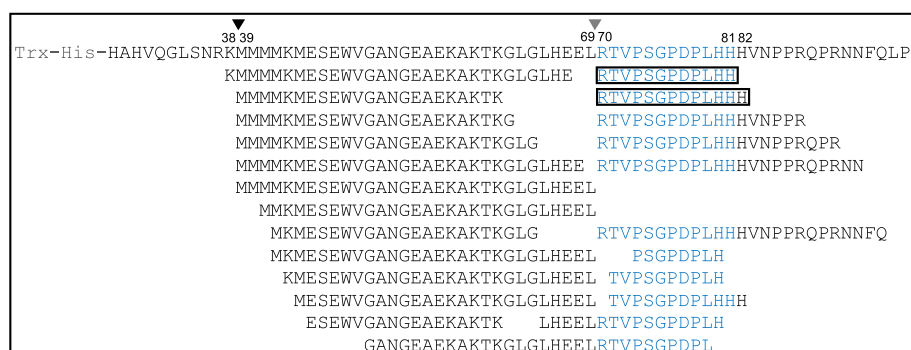 38 39 69 70 81 82
Trx-His-HAHVQGLSNRKMMMMKMESEWVGANGEAEKAKTKGLGLHEELRTVPSGPDPLHHHVNPPRQPRNNFQLP
KMMMMKMESEWVGANGEAEKAKTKGLGLHE RTVPSGPDPLHH
MMMMKMESEWVGANGEAEKAKTK RTVPSGPDPLHHH
MMMMKMESEWVGANGEAEKAKTKG RTVPSGPDPLHHHVNPPR
MMMMKMESEWVGANGEAEKAKTKGLG RTVPSGPDPLHHHVNPPRQPR
MMMMKMESEWVGANGEAEKAKTKGLGLHEE RTVPSGPDPLHHHVNPPRQPRNN
MMMMKMESEWVGANGEAEKAKTKGLGLHEEL
MMKMESEWVGANGEAEKAKTKGLGLHEEL
MKMESEWVGANGEAEKAKTKGLG RTVPSGPDPLHHHVNPPRQPRNNFQ
MKMESEWVGANGEAEKAKTKGLGLHEEL PSGPDPLH
KMESEWVGANGEAEKAKTKGLGLHEEL TVPSGPDPLH
MESEWVGANGEAEKAKTKGLGLHEEL TVPSGPDPLHHH
ESEWVGANGEAEKAKTK LHEELRTVPSGPDPLH
GANGEAEKAKTKGLGLHEELRTVPSGPDPL